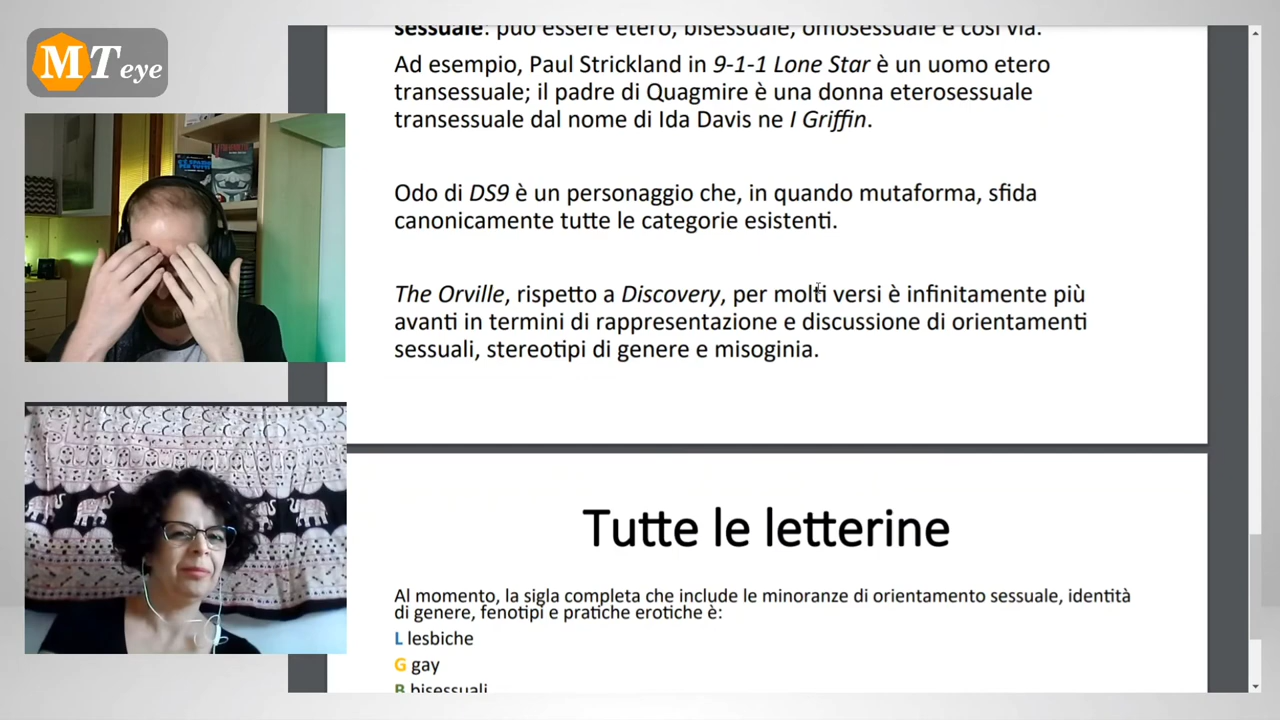 MTeye
sessuale: può essere etero, bisessuale, omosessuale e così via.
Ad esempio, Paul Strickland in 9-1-1 Lone Star è un uomo etero
transessuale; il padre di Quagmire è una donna eterosessuale
transessuale dal nome di Ida Davis ne I Griffin.
Odo di DS9 è un personaggio che, in quando mutaforma, sfida
canonicamente tutte le categorie esistenti.
The Orville, rispetto a Discovery, per molti versi è infinitamente più
avanti in termini di rappresentazione e discussione di orientamenti
sessuali, stereotipi di genere e misoginia.
Tutte le letterine
Al momento, la sigla completa che include le minoranze di orientamento sessuale, identità
di genere, fenotipi e pratiche erotiche è:
L lesbiche
G gay
B bisessuali